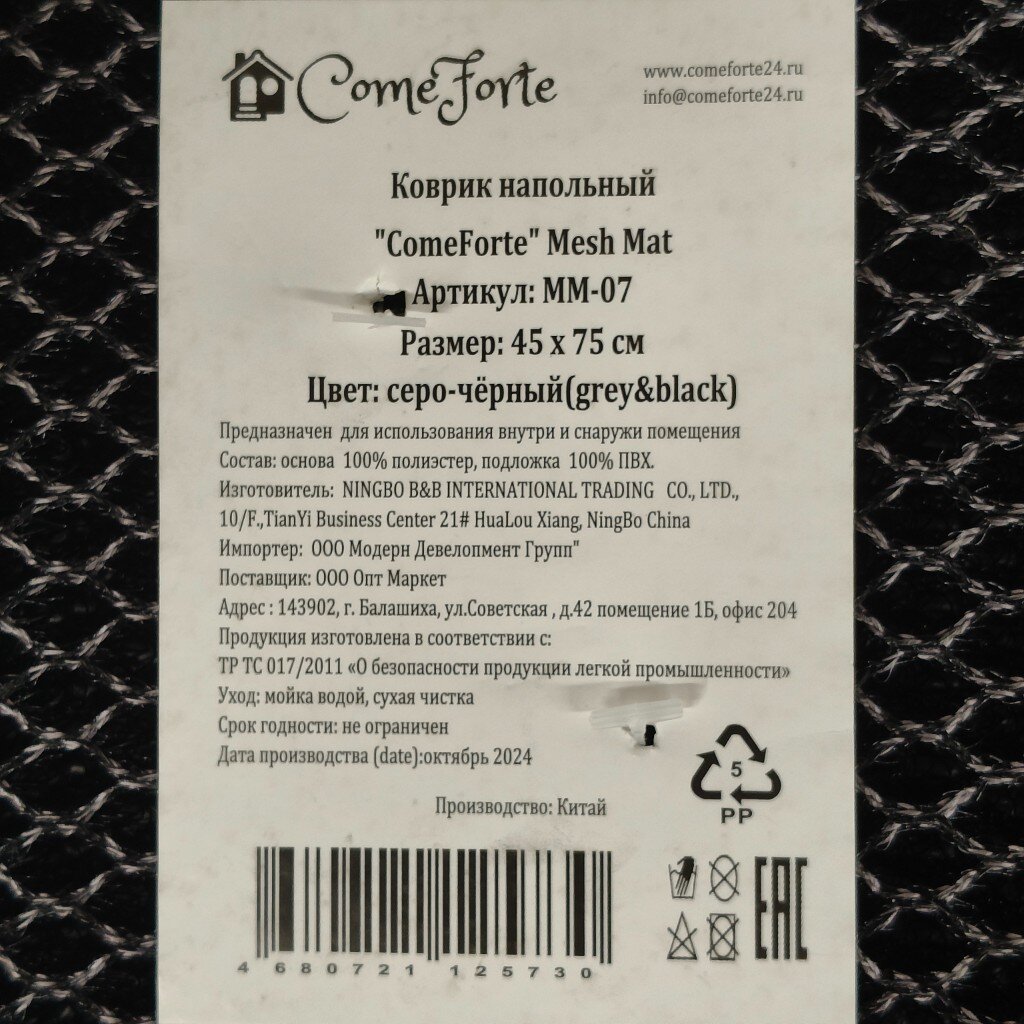 ComeForte
www.comeforte24.ru
info@comeforte24.ru
Коврик напольный
"ComeForte" Mesh Mat
Артикул: ММ-07
Размер: 45 х 75 см
Цвет: серо-чёрный(grey&black)
Предназначен для использования внутри и снаружи помещения
Состав: основа 100% полиэстер, подложка 100% ПВХ.
Изготовитель: NINGBO B&B INTERNATIONAL TRADING CO., LTD.,
10/F.,TianYi Business Center 21# HuaLou Xiang, NingBo China
Импортер: ООО Модерн Девелопмент Групп"
Поставщик: ООО Опт Маркет
Адрес : 143902, г. Балашиха, ул.Советская , д.42 помещение 1Б, офис 204
Продукция изготовлена в соответствии с:
ТР ТС 017/2011 «О безопасности продукции легкой промышленности»
Уход: мойка водой, сухая чистка
Срок годности: не ограничен
Дата производства (date):октябрь 2024
5
PP
Производство: Китай
EAC
4 680721 125730